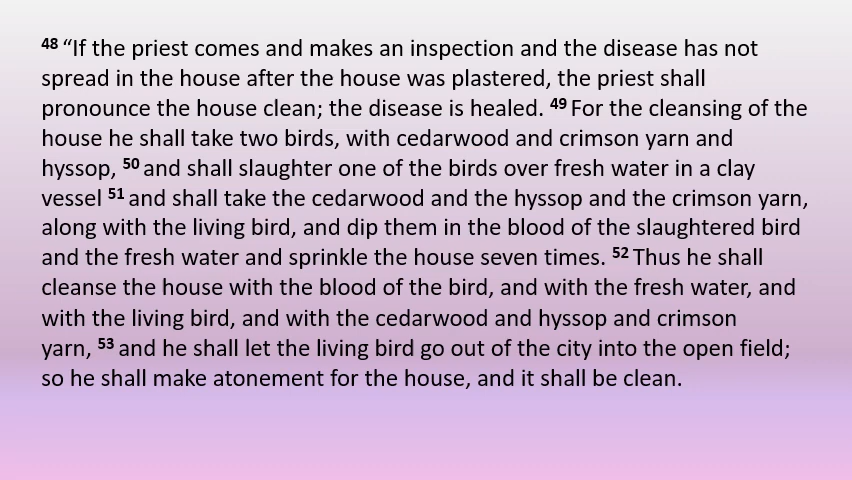 48 “If the priest comes and makes an inspection and the disease has not
spread in the house after the house was plastered, the priest shall
pronounce the house clean; the disease is healed. 49 For the cleansing of the
house he shall take two birds, with cedarwood and crimson yarn and
hyssop, 50 and shall slaughter one of the birds over fresh water in a clay
vessel 51 and shall take the cedarwood and the hyssop and the crimson yarn,
along with the living bird, and dip them in the blood of the slaughtered bird
and the fresh water and sprinkle the house seven times. 52 Thus he shall
cleanse the house with the blood of the bird, and with the fresh water, and
with the living bird, and with the cedarwood and hyssop and crimson
yarn, 53 and he shall let the living bird go out of the city into the open field;
so he shall make atonement for the house, and it shall be clean.